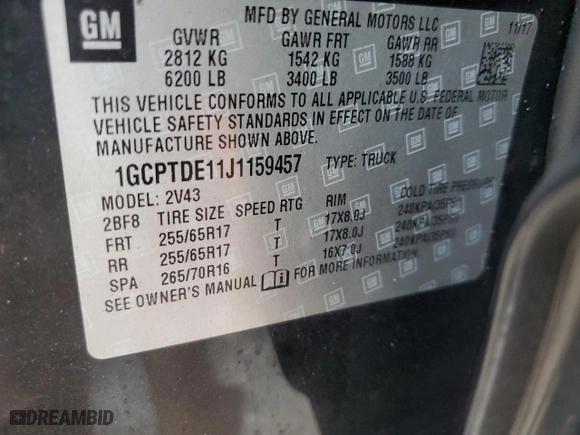 GM
MFD BY GENERAL MOTORS LLC
11/17
GVWR GAWR FRT GAWR RR
2812 KG 1542 KG 1588 KG
6200 LB 3400 LB 3500 LB
THIS VEHICLE CONFORMS TO ALL APPLICABLE U.S. FEDERAL MOTOR
VEHICLE SAFETY STANDARDS IN EFFECT ON THE DATE OF
MANUFACTURE SHOWN ABOVE.
1GCPTDE11J1159457 TYPE: TRUCK
MODEL: 2V43
2BF8 TIRE SIZE SPEED RTG RIM COLD TIRE PRESSURE
FRT 255/65R17 T 17X8.0J 240KPA(35PSI)
RR 255/65R17 T 17X8.0J 240KPA(35PSI)
SPA 265/70R16 T 16X7.0J 240KPA(35PSI)
SEE OWNER'S MANUAL FOR MORE INFORMATION
DREAMBID